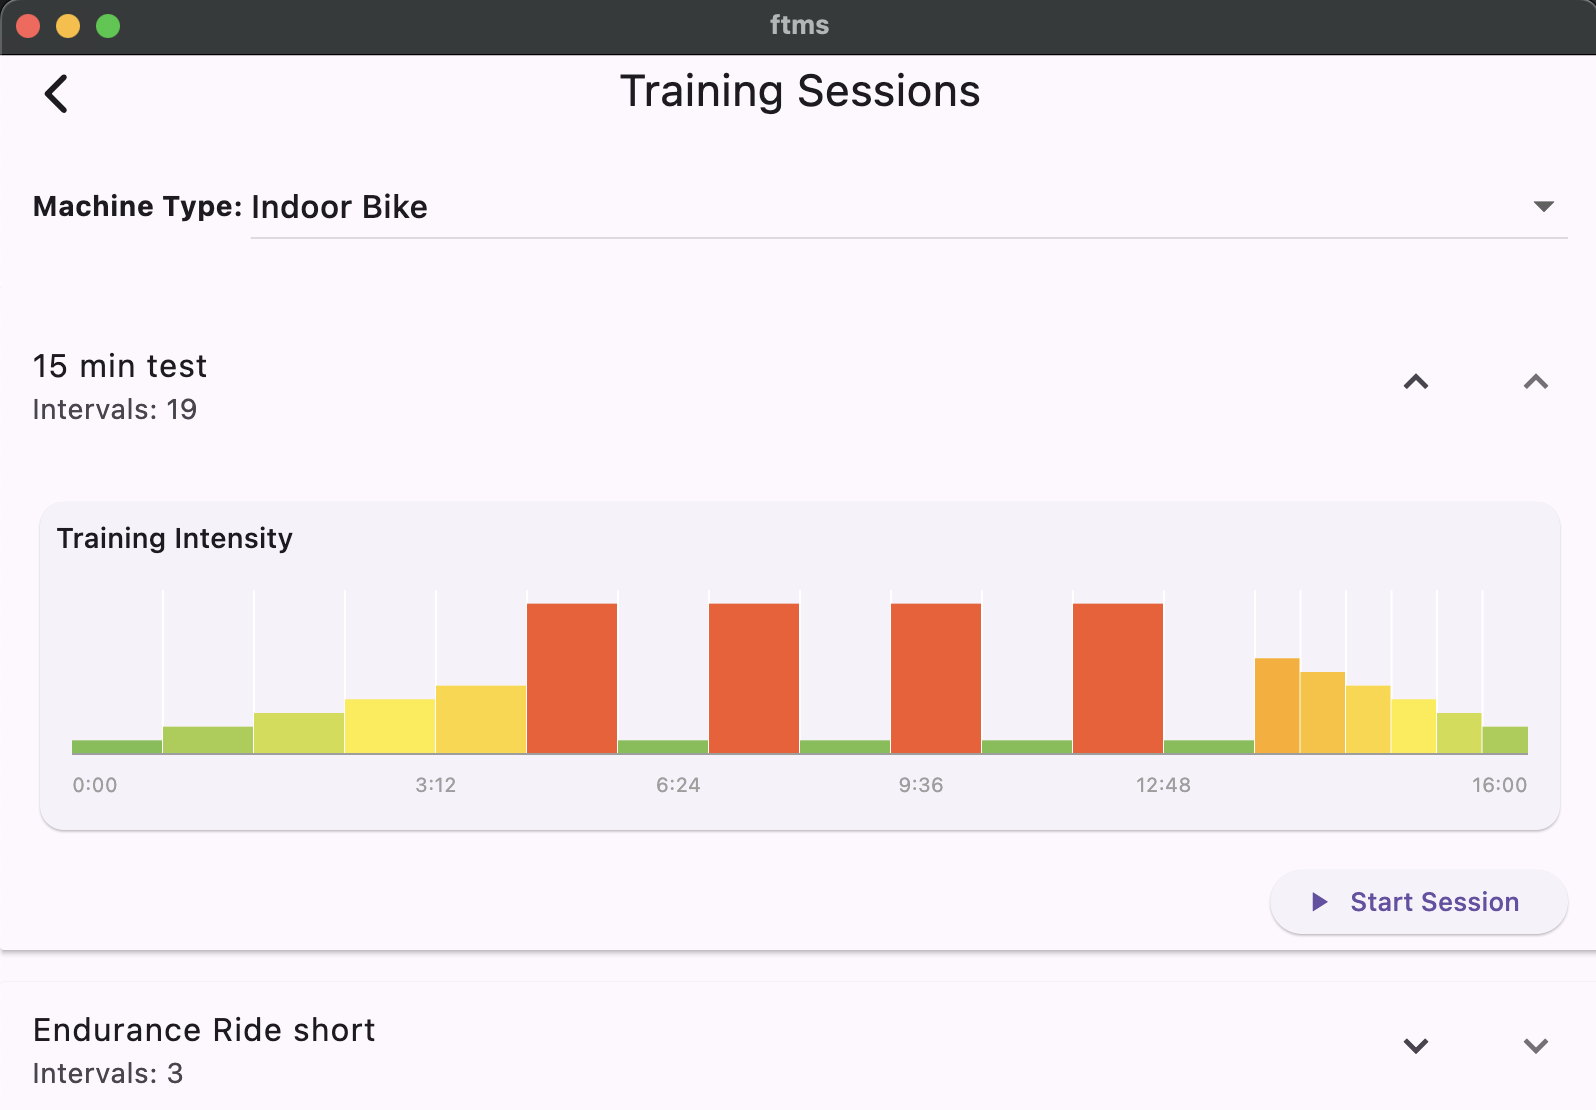 ftms
Training Sessions
Machine Type: Indoor Bike
15 min test
Intervals: 19
Training Intensity
0:00 3:12 6:24 9:36 12:48 16:00
Start Session
Endurance Ride short
Intervals: 3